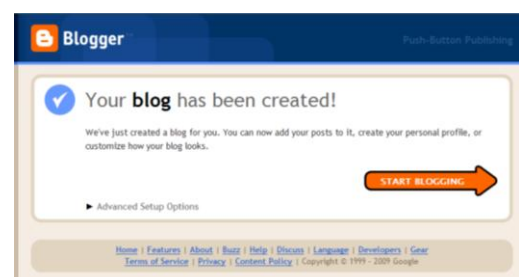 Blogger™
Push-Button Publishing
Your blog has been created!
We've just created a blog for you. You can now add your posts to it, create your personal profile, or
customize how your blog looks.
START BLOGGING
► Advanced Setup Options
Home | Features | About | Buzz | Help | Discuss | Language | Developers | Gear
Terms of Service | Privacy | Content Policy | Copyright © 1999 - 2009 Google